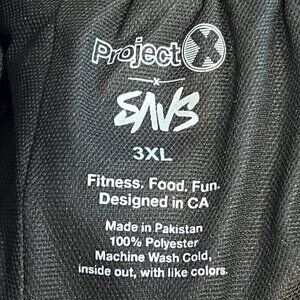 Project X
x
SAVS
3XL
Fitness. Food. Fun.
Designed in CA
Made in Pakistan
100% Polyester
Machine Wash Cold,
inside out, with like colors.